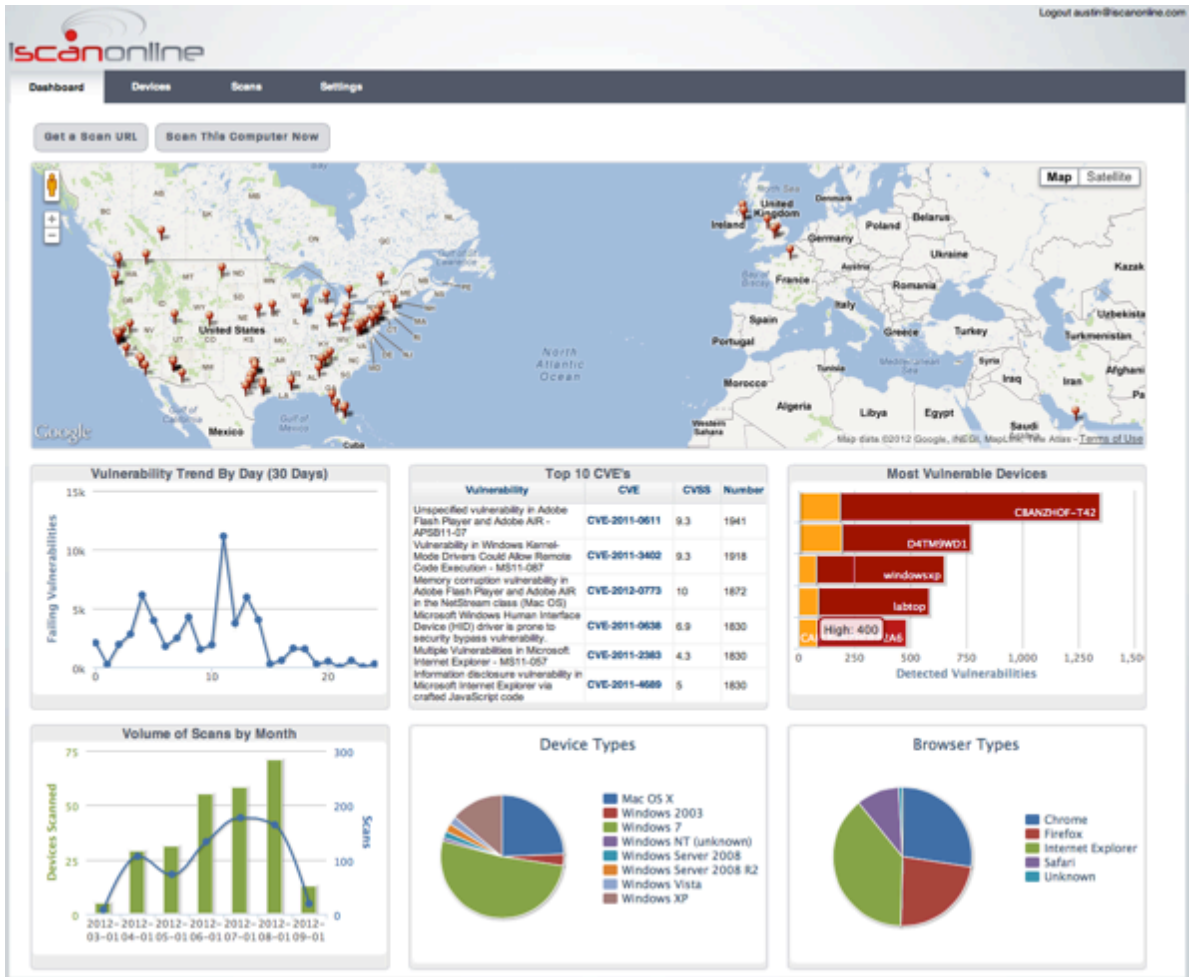 Logout austin@iscanonline.com
iscanonline
Dashboard Devices Scans Settings
Get a Scan URL Scan This Computer Now
Map Satellite
North Sea
United Kingdom
Ireland
Denmark
Belarus
Poland
Germany
Ukraine
Kazak
Bay of Biscay
France
Austria
Romania
Italy
Uzbekista
Spain
Greece
Turkey
Turkmenistan
Portugal
Mediterranean Sea
Syria
Afghani
Tunisia
Iraq
Iran
Morocco
Pa
Algeria
Libya
Egypt
Western Sahara
Saudi
United States
North Atlantic Ocean
Gulf of California
Mexico
Gulf of Mexico
Cuba
Google
Map data ©2012 Google, INEGI, MapLink, Tele Atlas - Terms of Use
Vulnerability Trend By Day (30 Days)
Failing Vulnerabilities
15k
10k
5k
0k
0 10 20
Top 10 CVE's
Vulnerability CVE CVSS Number
Unspecified vulnerability in Adobe
Flash Player and Adobe AIR - CVE-2011-0611 9.3 1941
APSB11-07
Vulnerability in Windows Kernel-
Mode Drivers Could Allow Remote CVE-2011-3402 9.3 1918
Code Execution - MS11-087
Memory corruption vulnerability in
Adobe Flash Player and Adobe AIR CVE-2012-0773 10 1872
in the NetStream class (Mac OS)
Microsoft Windows Human Interface
Device (HID) driver is prone to CVE-2011-0638 6.9 1830
security bypass vulnerability.
Multiple Vulnerabilities in Microsoft CVE-2011-2383 4.3 1830
Internet Explorer - MS11-057
Information disclosure vulnerability in
Microsoft Internet Explorer via CVE-2011-4689 5 1830
crafted JavaScript code
Most Vulnerable Devices
C8ANZHOF-T42
D4TM9WD1
windowsxp
labtop
CA
High: 400
2A6
0 250 500 750 1,000 1,250 1,50
Detected Vulnerabilities
Volume of Scans by Month
Devices Scanned
75
50
25
0
300
200
100
0
Scans
2012- 2012- 2012- 2012- 2012- 2012- 2012-
03-01 04-01 05-01 06-01 07-01 08-01 09-01
Device Types
Mac OS X
Windows 2003
Windows 7
Windows NT (unknown)
Windows Server 2008
Windows Server 2008 R2
Windows Vista
Windows XP
Browser Types
Chrome
Firefox
Internet Explorer
Safari
Unknown